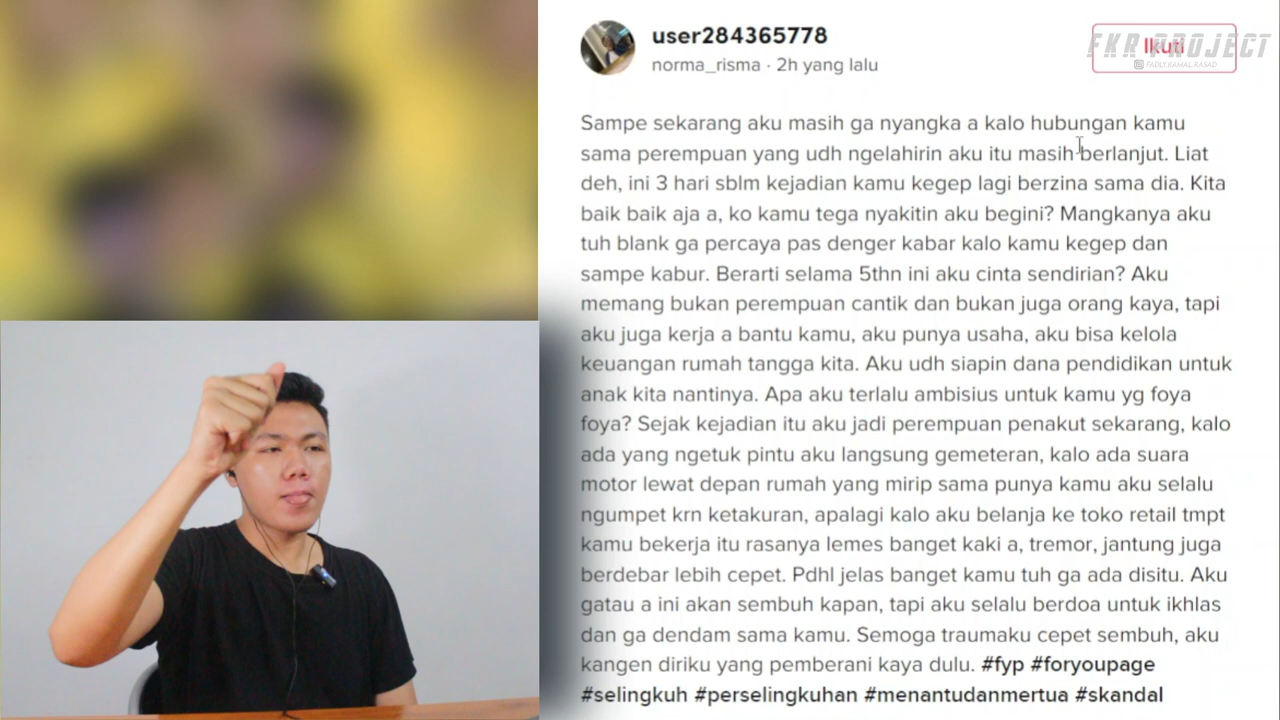 user284365778
norma_risma · 2h yang lalu
Ikuti
FKR PROJECT
FADLY.KAMAL.RASAD
Sampe sekarang aku masih ga nyangka a kalo hubungan kamu
sama perempuan yang udh ngelahirin aku itu masih berlanjut. Liat
deh, ini 3 hari sblm kejadian kamu kegep lagi berzina sama dia. Kita
baik baik aja a, ko kamu tega nyakitin aku begini? Mangkanya aku
tuh blank ga percaya pas denger kabar kalo kamu kegep dan
sampe kabur. Berarti selama 5thn ini aku cinta sendirian? Aku
memang bukan perempuan cantik dan bukan juga orang kaya, tapi
aku juga kerja a bantu kamu, aku punya usaha, aku bisa kelola
keuangan rumah tangga kita. Aku udh siapin dana pendidikan untuk
anak kita nantinya. Apa aku terlalu ambisius untuk kamu yg foya
foya? Sejak kejadian itu aku jadi perempuan penakut sekarang, kalo
ada yang ngetuk pintu aku langsung gemeteran, kalo ada suara
motor lewat depan rumah yang mirip sama punya kamu aku selalu
ngumpet krn ketakuran, apalagi kalo aku belanja ke toko retail tmpt
kamu bekerja itu rasanya lemes banget kaki a, tremor, jantung juga
berdebar lebih cepet. Pdhl jelas banget kamu tuh ga ada disitu. Aku
gatau a ini akan sembuh kapan, tapi aku selalu berdoa untuk ikhlas
dan ga dendam sama kamu. Semoga traumaku cepet sembuh, aku
kangen diriku yang pemberani kaya dulu. #fyp #foryoupage
#selingkuh #perselingkuhan #menantudanmertua #skandal